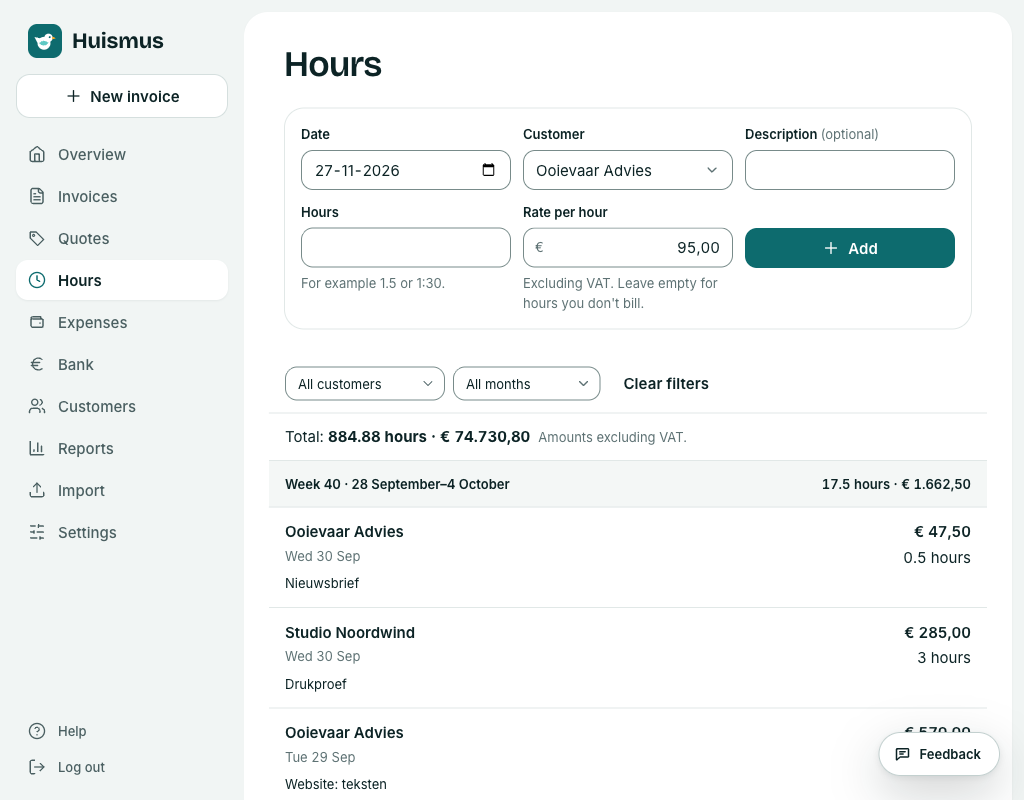 Huismus
New invoice
Overview
Invoices
Quotes
Hours
Expenses
Bank
Customers
Reports
Import
Settings
Help
Log out
Hours
Date
Customer
Description (optional)
27-11-2026
Ooievaar Advies
Hours
Rate per hour
€ 95,00
Add
For example 1.5 or 1:30.
Excluding VAT. Leave empty for
hours you don't bill.
All customers
All months
Clear filters
Total: 884.88 hours · € 74.730,80 Amounts excluding VAT.
Week 40 · 28 September–4 October
17.5 hours · € 1.662,50
Ooievaar Advies
€ 47,50
Wed 30 Sep
0.5 hours
Nieuwsbrief
Studio Noordwind
€ 285,00
Wed 30 Sep
3 hours
Drukproef
Ooievaar Advies
Tue 29 Sep
Website: teksten
Feedback